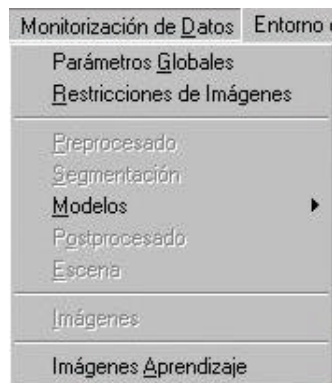 Monitorización de Datos Entorno
Parámetros Globales
Restricciones de Imágenes
Preprocesado
Segmentación
Modelos
Postprocesado
Escena
Imágenes
Imágenes Aprendizaje